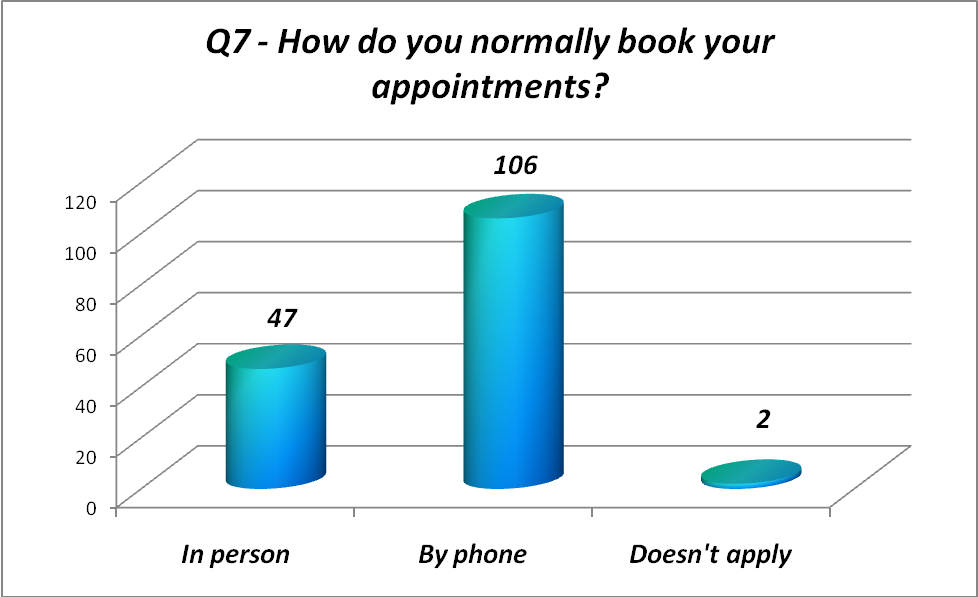 Q7 - How do you normally book your
appointments?
120
100
80
60
40
20
0
47
106
2
In person
By phone
Doesn't apply